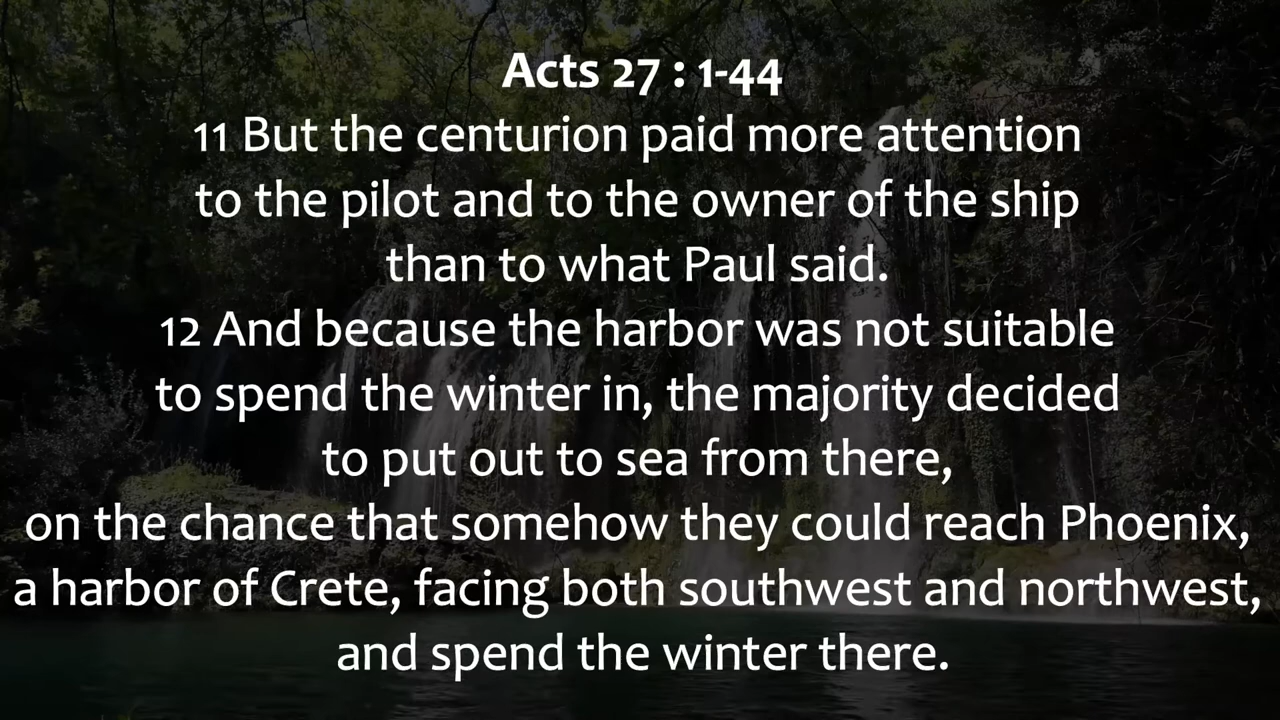 Acts 27 : 1-44
11 But the centurion paid more attention
to the pilot and to the owner of the ship
than to what Paul said.
12 And because the harbor was not suitable
to spend the winter in, the majority decided
to put out to sea from there,
on the chance that somehow they could reach Phoenix,
a harbor of Crete, facing both southwest and northwest,
and spend the winter there.